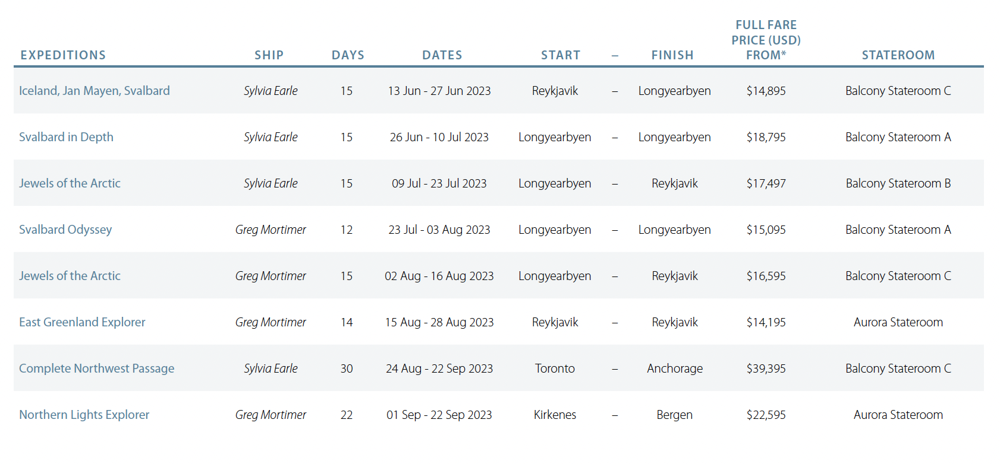 FULL FARE
PRICE (USD)
EXPEDITIONS SHIP DAYS DATES START – FINISH FROM* STATEROOM
Iceland, Jan Mayen, Svalbard Sylvia Earle 15 13 Jun - 27 Jun 2023 Reykjavik – Longyearbyen $14,895 Balcony Stateroom C
Svalbard in Depth Sylvia Earle 15 26 Jun - 10 Jul 2023 Longyearbyen – Longyearbyen $18,795 Balcony Stateroom A
Jewels of the Arctic Sylvia Earle 15 09 Jul - 23 Jul 2023 Longyearbyen – Reykjavik $17,497 Balcony Stateroom B
Svalbard Odyssey Greg Mortimer 12 23 Jul - 03 Aug 2023 Longyearbyen – Longyearbyen $15,095 Balcony Stateroom A
Jewels of the Arctic Greg Mortimer 15 02 Aug - 16 Aug 2023 Longyearbyen – Reykjavik $16,595 Balcony Stateroom C
East Greenland Explorer Greg Mortimer 14 15 Aug - 28 Aug 2023 Reykjavik – Reykjavik $14,195 Aurora Stateroom
Complete Northwest Passage Sylvia Earle 30 24 Aug - 22 Sep 2023 Toronto – Anchorage $39,395 Balcony Stateroom C
Northern Lights Explorer Greg Mortimer 22 01 Sep - 22 Sep 2023 Kirkenes – Bergen $22,595 Aurora Stateroom